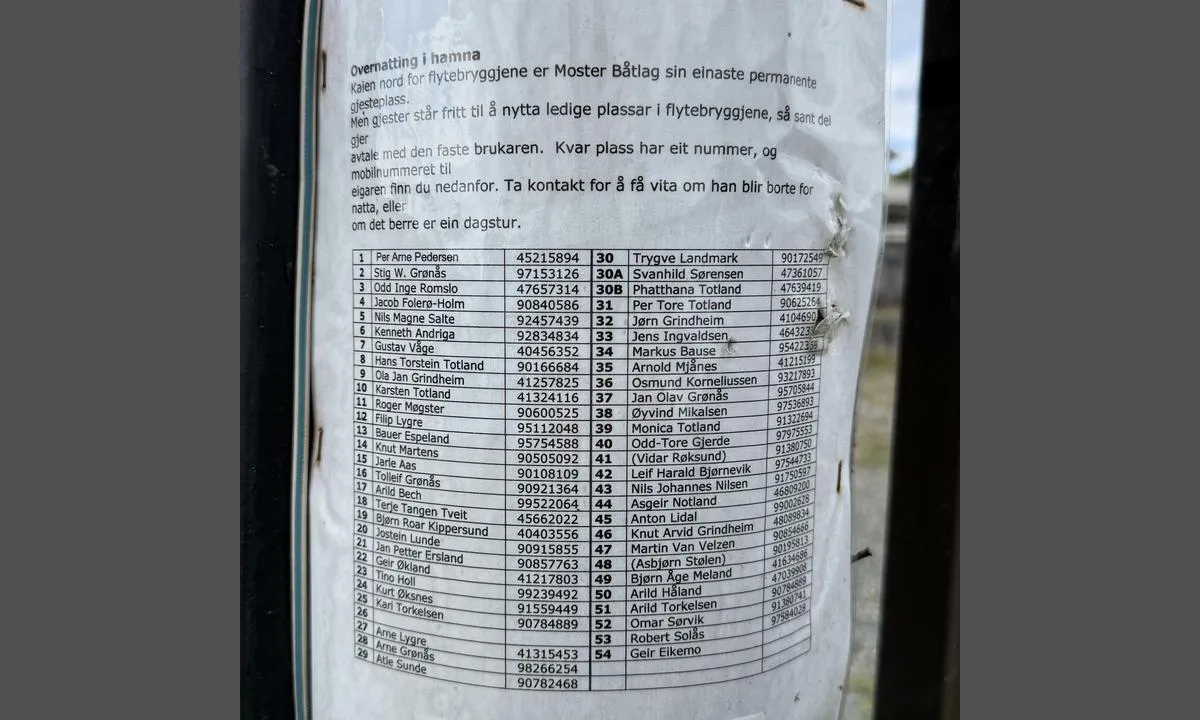 Overnatting i hamna
Kaien nord for flytebryggjene er Moster Båtlag sin einaste permanente
gjesteplass.
Men gjester står fritt til å nytta ledige plassar i flytebryggjene, så sant dei
gjer
avtale med den faste brukaren. Kvar plass har eit nummer, og
mobilnummeret til
eigaren finn du nedanfor. Ta kontakt for å få vita om han blir borte for
natta, eller
om det berre er ein dagstur.
1 Per Arne Pedersen 45215894 30 Trygve Landmark 90172549
2 Stig W. Grønås 97153126 30A Svanhild Sørensen 47361057
3 Odd Inge Romslo 47657314 30B Phatthana Totland 47639419
4 Jacob Folerø-Holm 90840586 31 Per Tore Totland 90625264
5 Nils Magne Salte 92457439 32 Jørn Grindheim
6 Kenneth Andriga 92834834 33 Jens Ingvaldsen
7 Gustav Våge 40456352 34 Markus Bause
8 Hans Torstein Totland 90166684 35 Arnold Mjånes 41215199
9 Ola Jan Grindheim 41257825 36 Osmund Korneliussen 93217893
10 Karsten Totland 41324116 37 Jan Olav Grønås 95705844
11 Roger Møgster 90600525 38 Øyvind Mikalsen 97536893
12 Filip Lygre 95112048 39 Monica Totland 91322694
13 Bauer Espeland 95754588 40 Odd-Tore Gjerde 97975553
14 Knut Martens 90505092 41 (Vidar Røksund) 91380750
15 Jarle Aas 90108109 42 Leif Harald Bjørnevik 97544733
16 Tolleif Grønås 90921364 43 Nils Johannes Nilsen 91750597
17 Arild Bech 99522064 44 Asgeir Notland 46809200
18 Terje Tangen Tveit 45662022 45 Anton Lidal 99002628
19 Bjørn Roar Kippersund 40403556 46 Knut Arvid Grindheim 48089834
20 Jostein Lunde 90915855 47 Martin Van Velzen 90854666
21 Jan Petter Ersland 90857763 48 (Asbjørn Stølen) 90195813
22 Geir Økland 41217803 49 Bjørn Åge Meland 41634686
23 Tino Holl 99239492 50 Arild Håland 47039908
24 Kurt Øksnes 91559449 51 Arild Torkelsen 90784889
25 Karl Torkelsen 90784889 52 Omar Sørvik 91380741
26 53 Robert Solås 97584028
27 Arne Lygre 41315453 54 Geir Eikemo
28 Arne Grønås 98266254
29 Atle Sunde 90782468